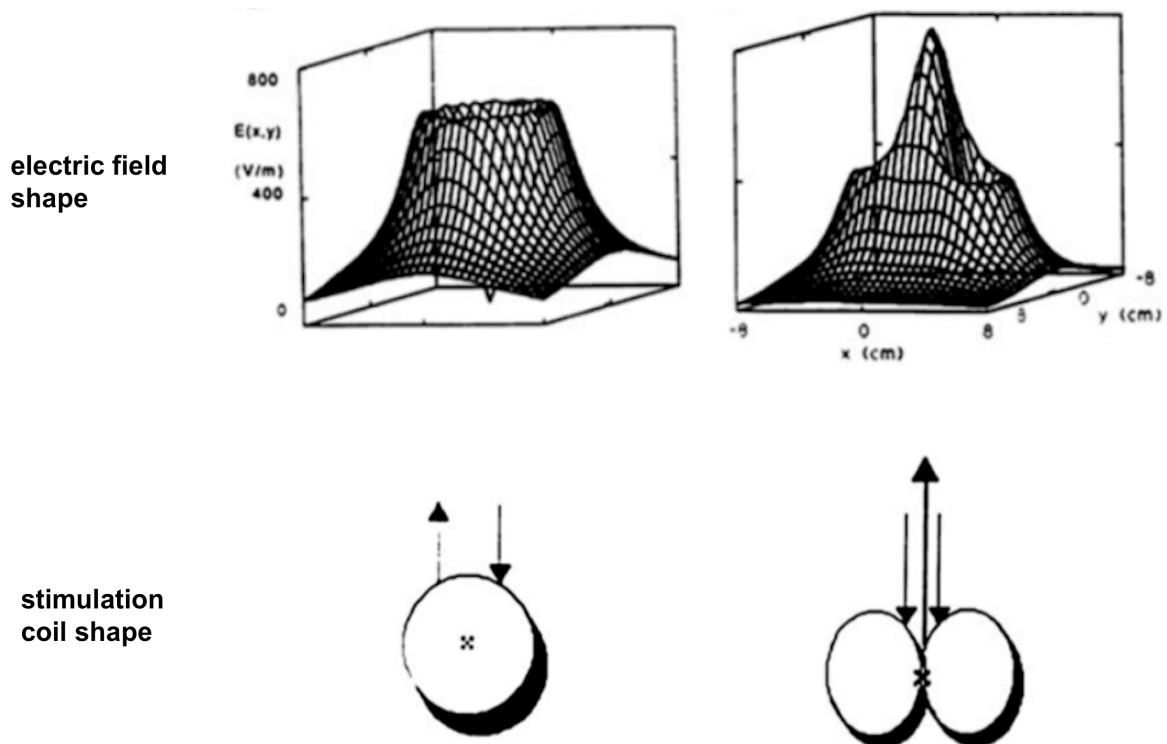 electric field
shape
800
E(x,y)
(V/m)
400
0
-8
0
8
x (cm)
8
0
-8
y (cm)
stimulation
coil shape